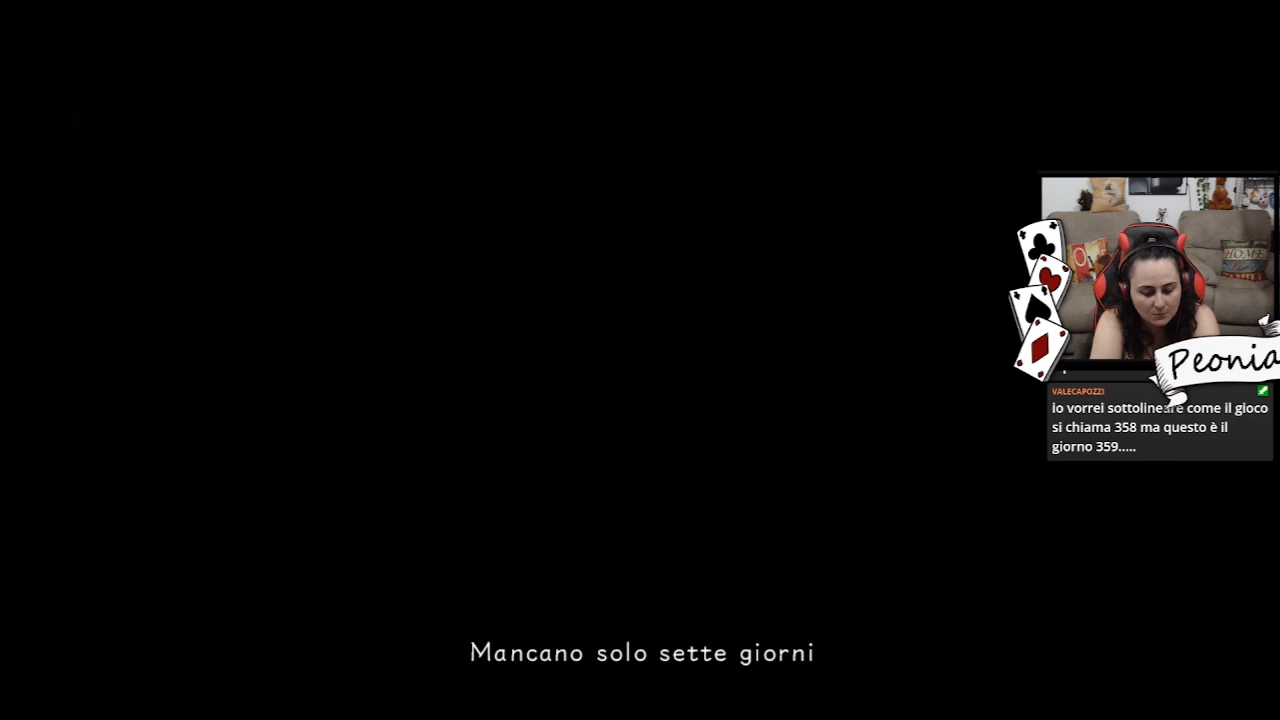 Peonia
VALECAPOZZI
Io vorrei sottolineare come il gioco
si chiama 358 ma questo è il
giorno 359.....
Mancano solo sette giorni